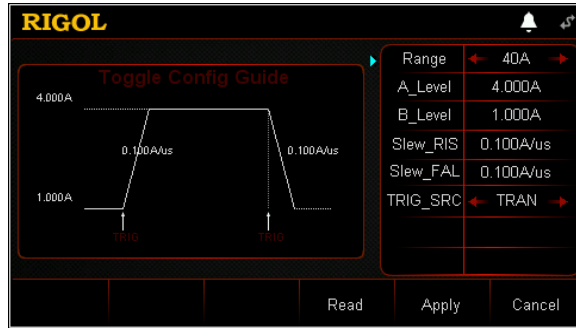 RIGOL
Toggle Config Guide
4.000A
0.100A/us
0.100A/us
1.000A
TRIG
TRIG
Range 40A
A_Level 4.000A
B_Level 1.000A
Slew_RIS 0.100A/us
Slew_FAL 0.100A/us
TRIG_SRC TRAN
Read
Apply
Cancel